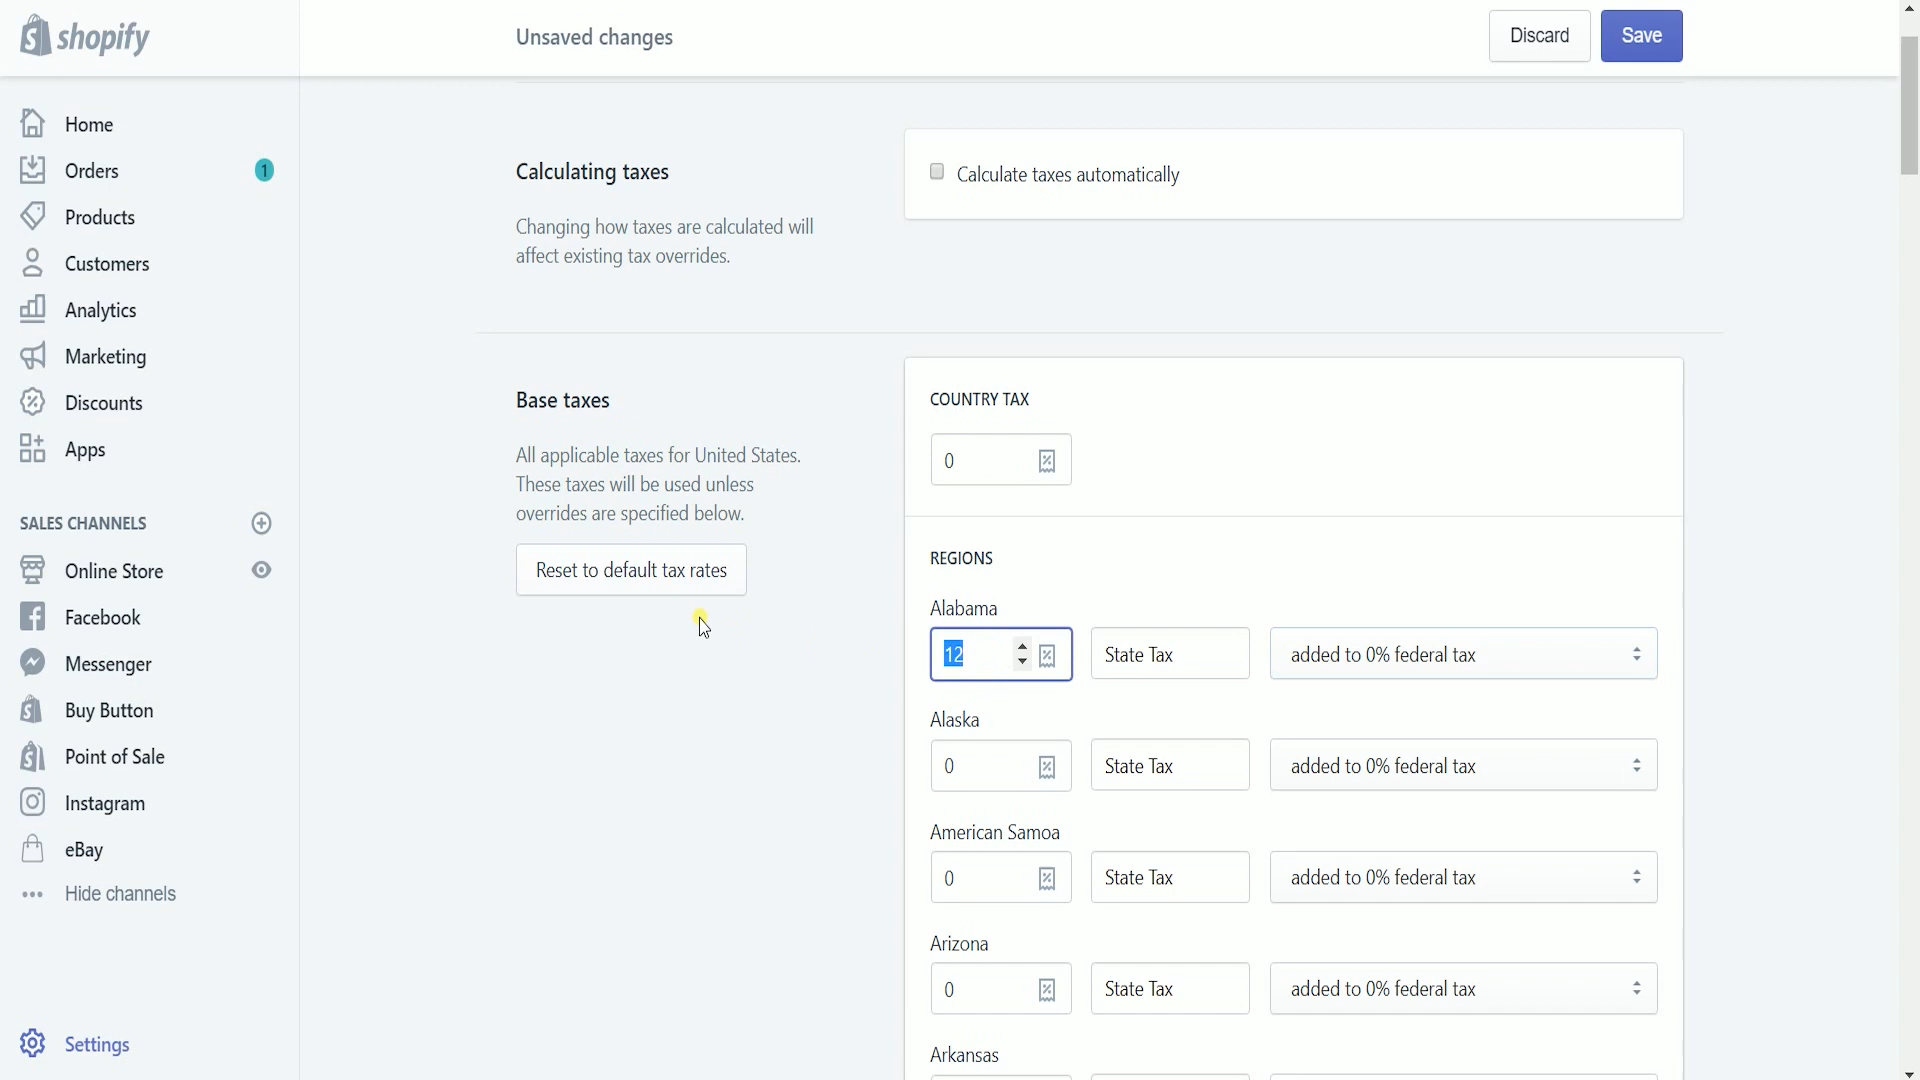 shopify
Unsaved changes
Discard
Save
Home
Orders
1
Products
Customers
Analytics
Marketing
Discounts
Apps
SALES CHANNELS
Online Store
Facebook
Messenger
Buy Button
Point of Sale
Instagram
eBay
Hide channels
Settings
Calculating taxes
Changing how taxes are calculated will
affect existing tax overrides.
Calculate taxes automatically
Base taxes
All applicable taxes for United States.
These taxes will be used unless
overrides are specified below.
Reset to default tax rates
COUNTRY TAX
0
REGIONS
Alabama
12 State Tax added to 0% federal tax
Alaska
0 State Tax added to 0% federal tax
American Samoa
0 State Tax added to 0% federal tax
Arizona
0 State Tax added to 0% federal tax
Arkansas